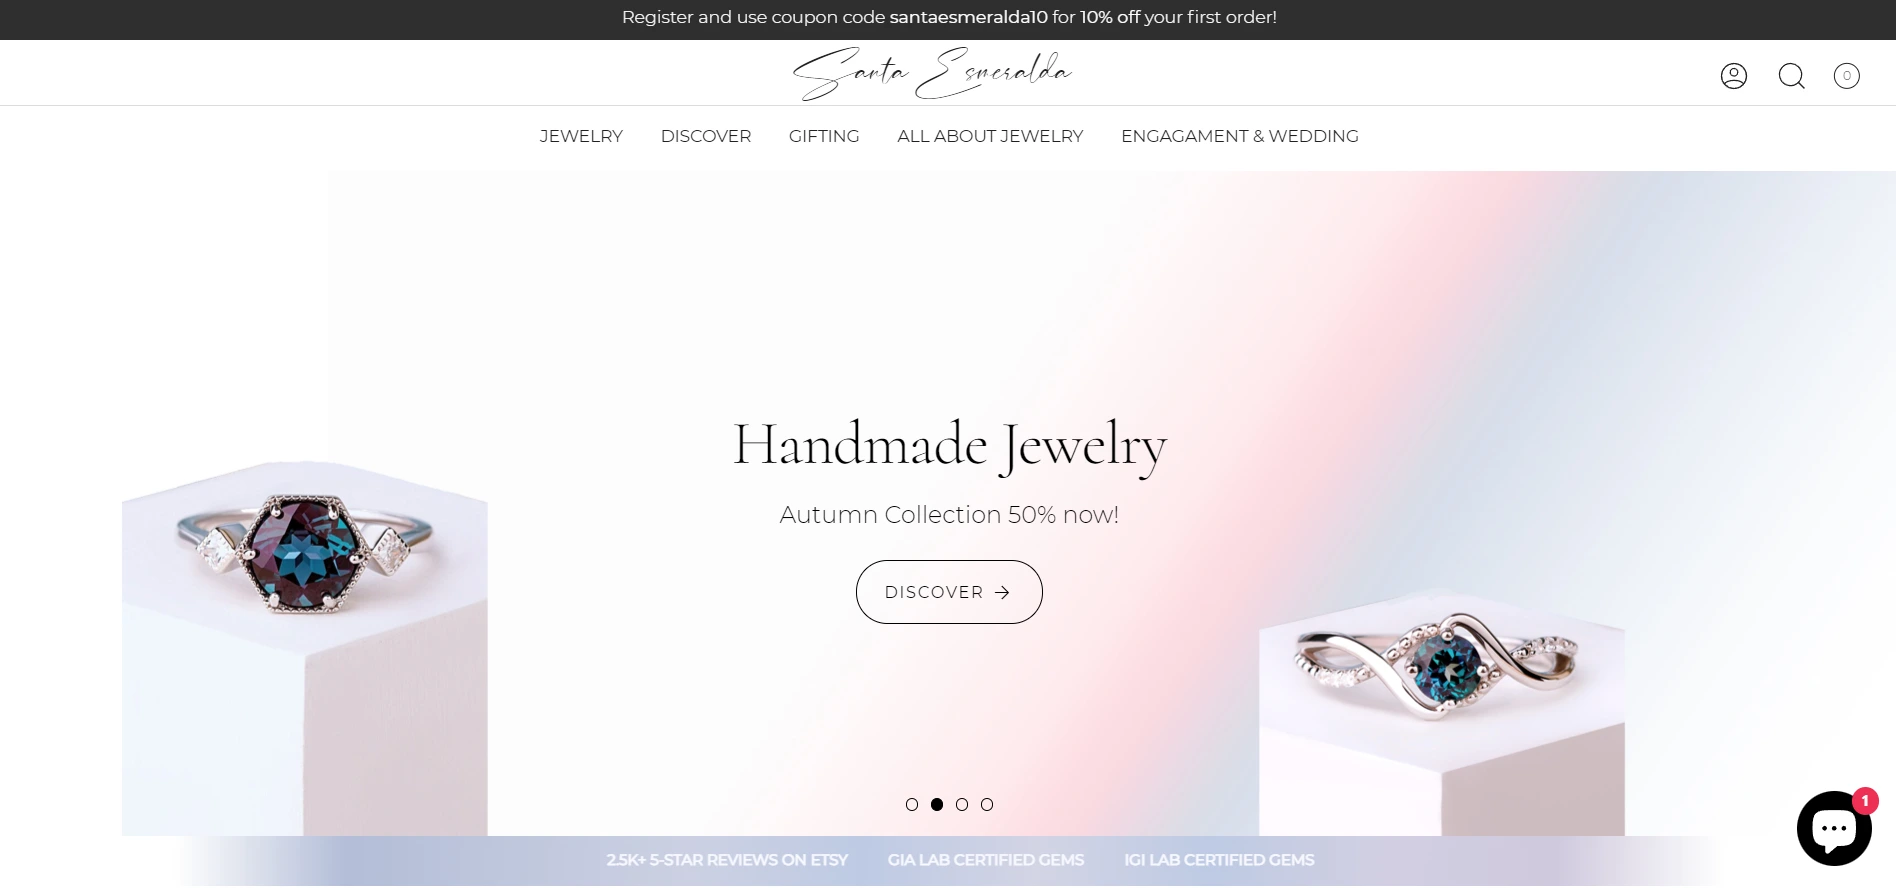 Register and use coupon code santaesmeralda10 for 10% off your first order!
Santa Esmeralda
0
JEWELRY DISCOVER GIFTING ALL ABOUT JEWELRY ENGAGAMENT & WEDDING
Handmade Jewelry
Autumn Collection 50% now!
DISCOVER →
1
2.5K+ 5-STAR REVIEWS ON ETSY GIA LAB CERTIFIED GEMS IGI LAB CERTIFIED GEMS